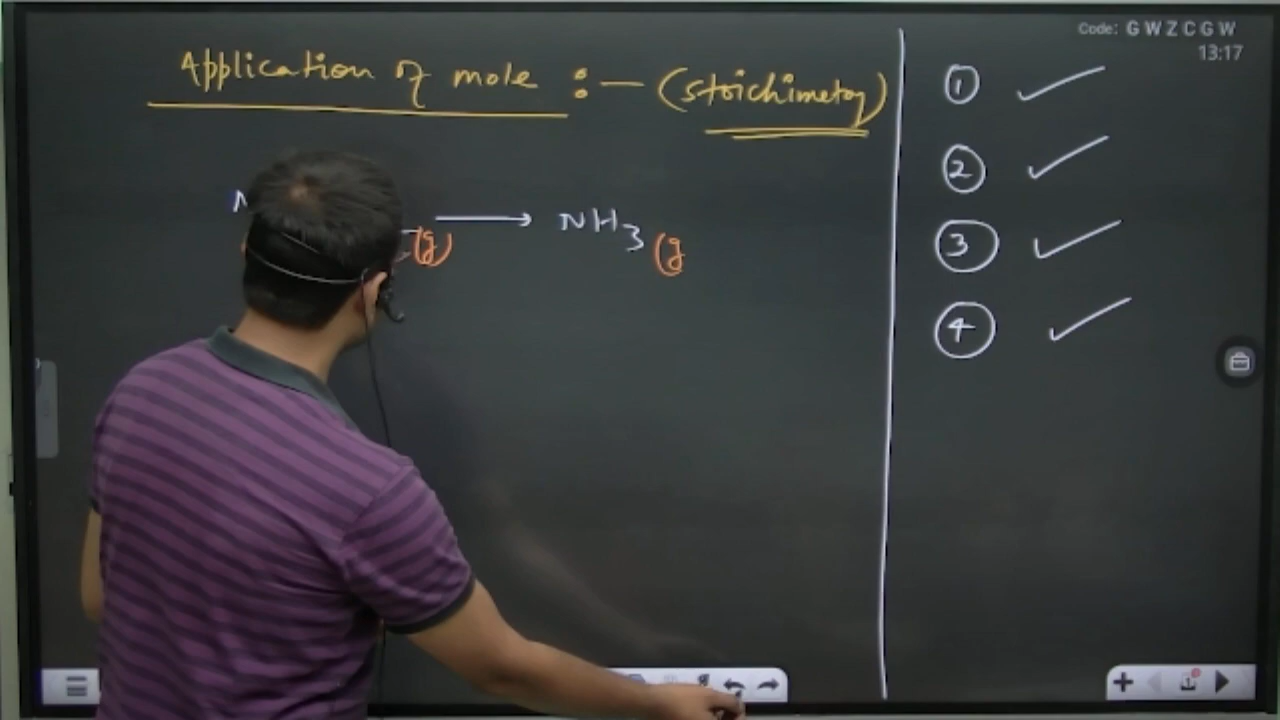 Application of mole :— (Stoichimetry)
N (g) → NH3 (g
① ✓
② ✓
③ ✓
④ ✓
Code: GWZCGW
13:17